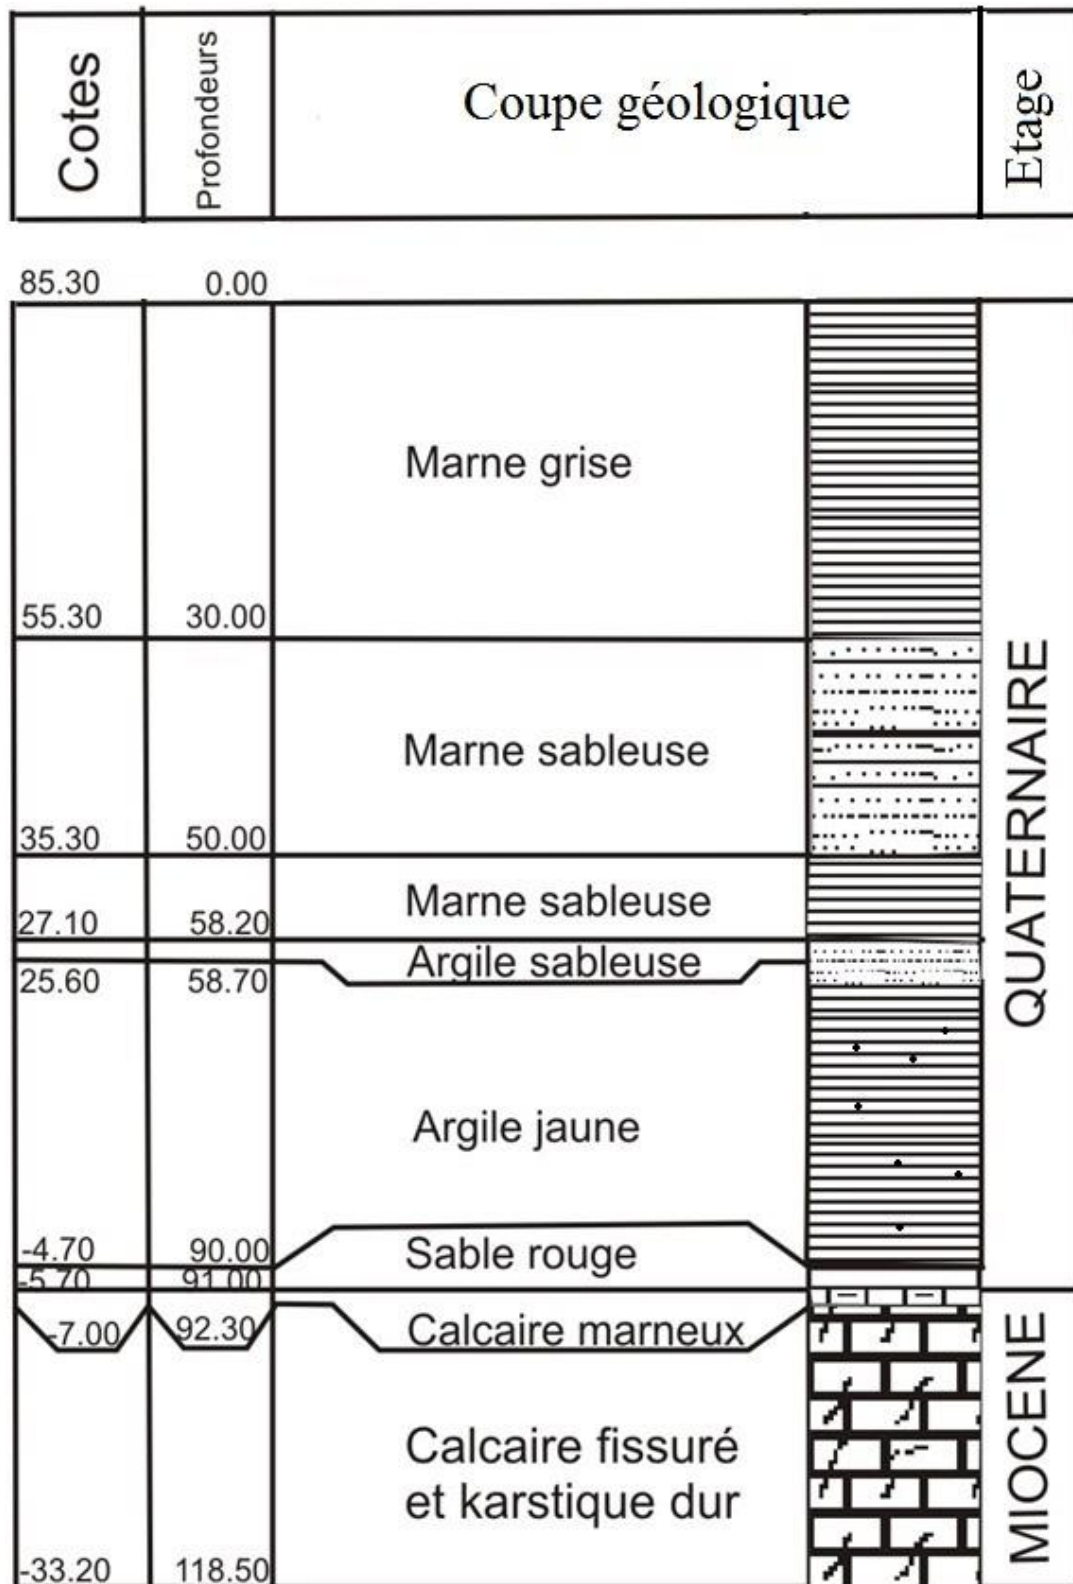 Cotes
Profondeurs
Coupe géologique
Etage
85.30 0.00
Marne grise
55.30 30.00
Marne sableuse
35.30 50.00
Marne sableuse
27.10 58.20
Argile sableuse
25.60 58.70
QUATERNAIRE
Argile jaune
-4.70 90.00
Sable rouge
-5.70 91.00
-7.00 92.30
Calcaire marneux
Calcaire fissuré
et karstique dur
MIOCENE
-33.20 118.50